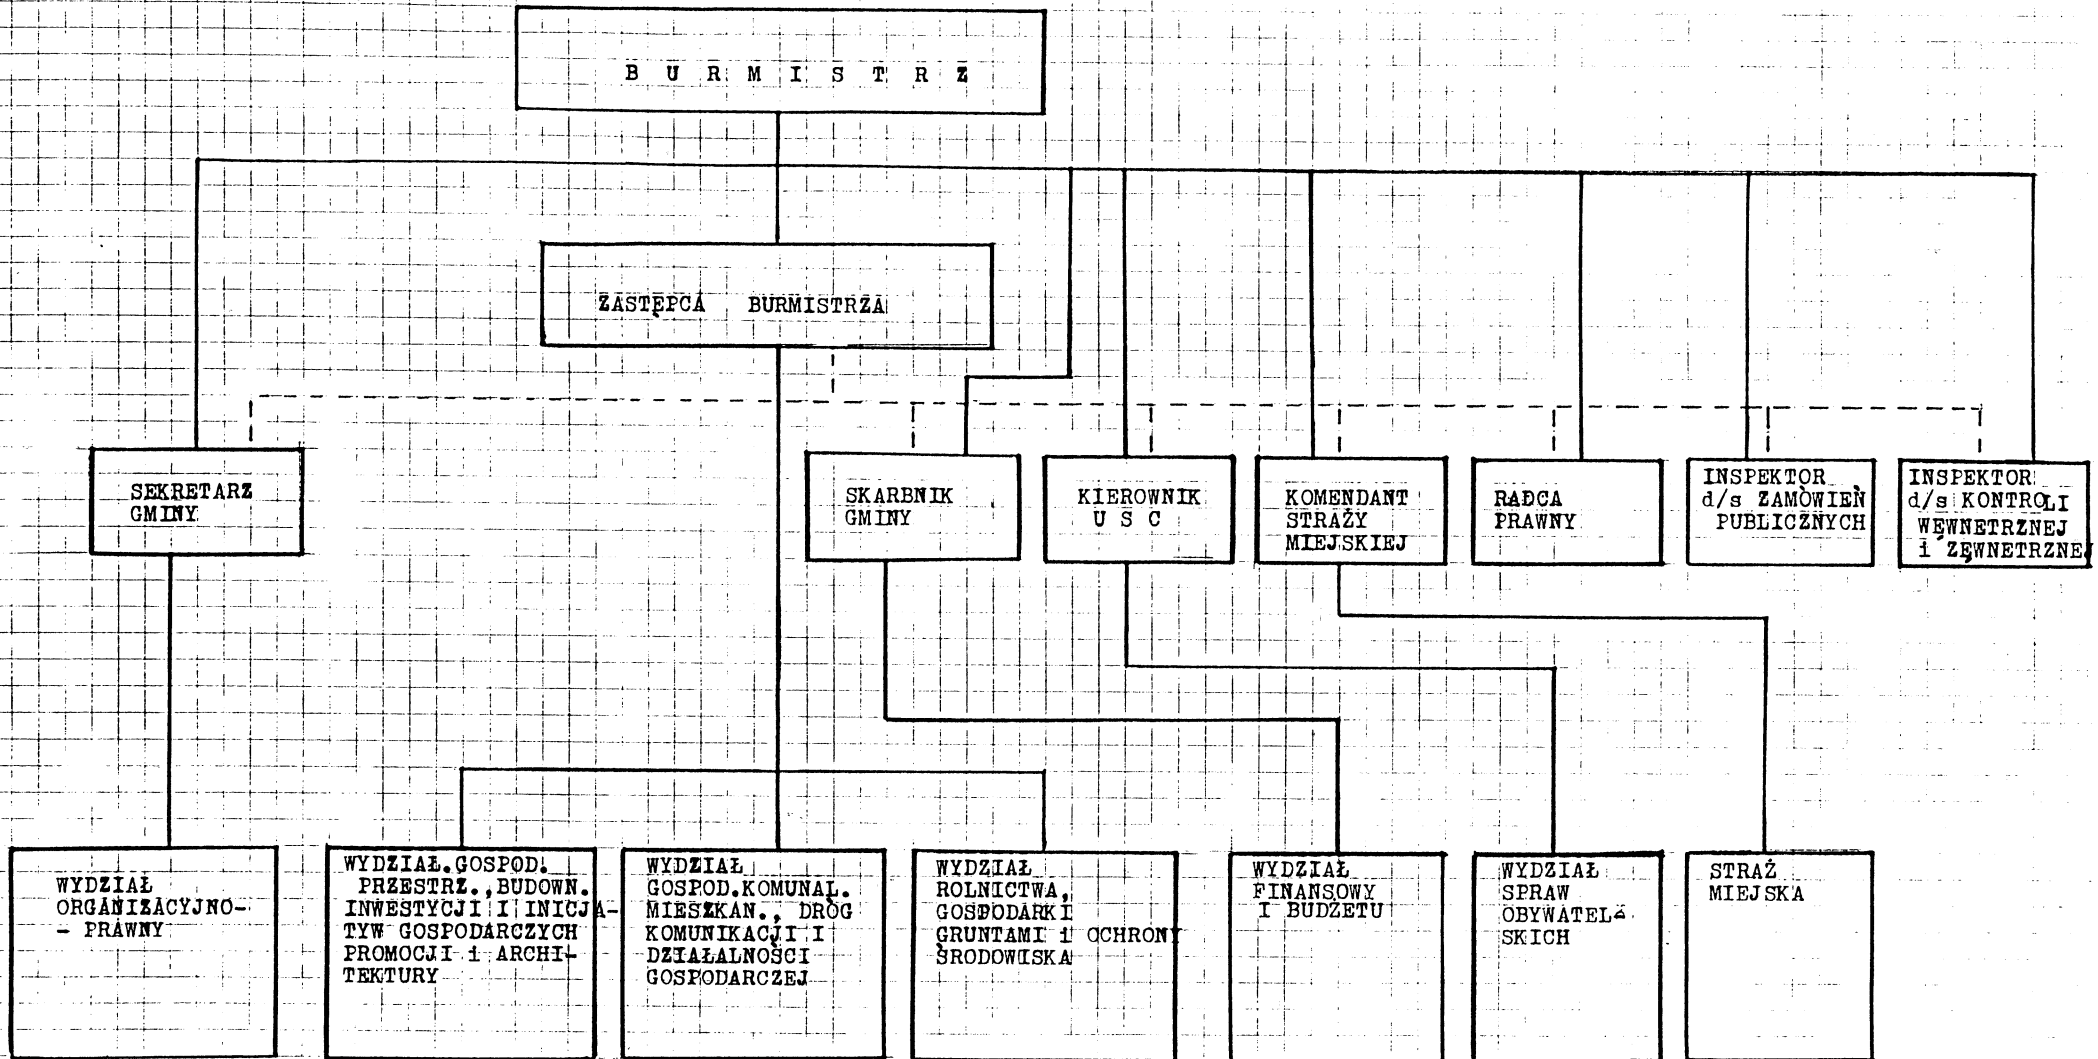 B U R M I S T R Z
ZASTĘPCA BURMISTRZA
SEKRETARZ
GMINY
SKARBNIK
GMINY
KIEROWNIK
U S C
KOMENDANT
STRAŻY
MIEJSKIEJ
RADCA
PRAWNY
INSPEKTOR
d/s ZAMÓWIEŃ
PUBLICZNYCH
INSPEKTOR
d/s KONTROLI
WEWNETRZNEJ
i ZEWNETRZNEJ
WYDZIAŁ
ORGANIZACYJNO-
- PRAWNY
WYDZIAŁ.GOSPOD.
PRZESTRZ.,BUDOWN.
INWESTYCJI I INICJA-
TYW GOSPODARCZYCH
PROMOCJI i ARCHI-
TEKTURY
WYDZIAŁ
GOSPOD.KOMUNAL.
MIESZKAN., DRÓG
KOMUNIKACJI I
DZIAŁALNOŚCI
GOSPODARCZEJ
WYDZIAŁ
ROLNICTWA,
GOSPODARKI
GRUNTAMI i OCHRONY
ŚRODOWISKA
WYDZIAŁ
FINANSOWY
I BUDŻETU
WYDZIAŁ
SPRAW
OBYWATEL-
SKICH
STRAŻ
MIEJSKA